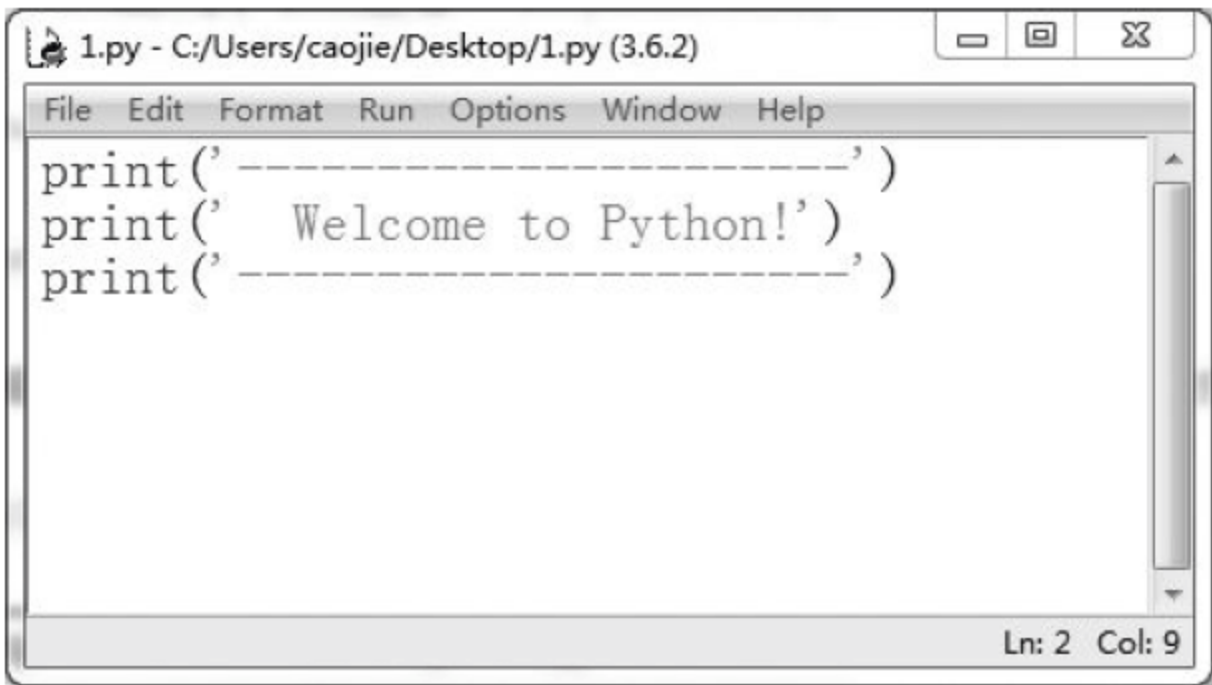 1.py - C:/Users/caojie/Desktop/1.py (3.6.2)
File Edit Format Run Options Window Help
print('----------------------')
print('  Welcome to Python!')
print('----------------------')
Ln: 2 Col: 9